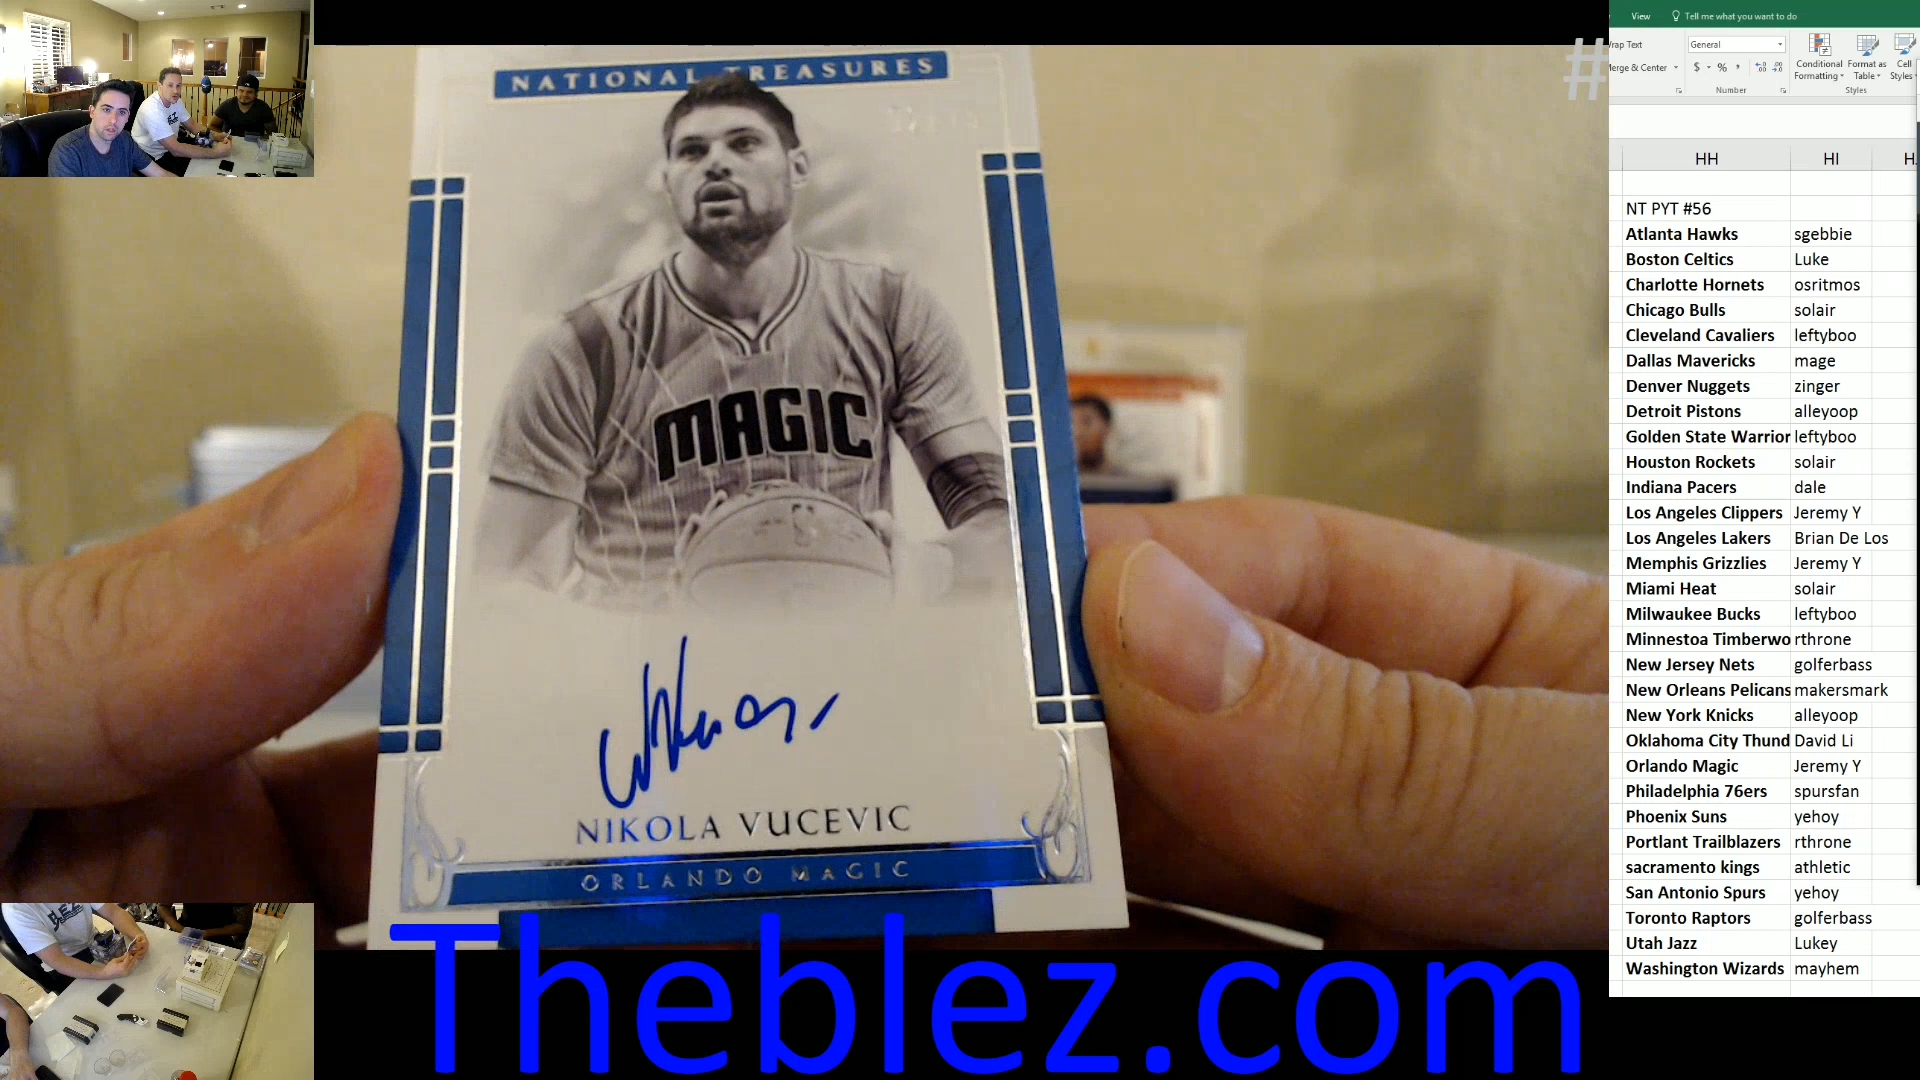 NATIONAL TREASURES
MAGIC
NIKOLA VUCEVIC
ORLANDO MAGIC
Theblez.com
#
View
Tell me what you want to do
rap Text
General
erge & Center
$ % ,
Conditional Formatting
Format as Table
Cell Styles
Number
Styles
HH HI H
NT PYT #56
Atlanta Hawks sgebbie
Boston Celtics Luke
Charlotte Hornets osritmos
Chicago Bulls solair
Cleveland Cavaliers leftyboo
Dallas Mavericks mage
Denver Nuggets zinger
Detroit Pistons alleyoop
Golden State Warrior leftyboo
Houston Rockets solair
Indiana Pacers dale
Los Angeles Clippers Jeremy Y
Los Angeles Lakers Brian De Los
Memphis Grizzlies Jeremy Y
Miami Heat solair
Milwaukee Bucks leftyboo
Minnestoa Timberwo rthrone
New Jersey Nets golferbass
New Orleans Pelicans makersmark
New York Knicks alleyoop
Oklahoma City Thund David Li
Orlando Magic Jeremy Y
Philadelphia 76ers spursfan
Phoenix Suns yehoy
Portlant Trailblazers rthrone
sacramento kings athletic
San Antonio Spurs yehoy
Toronto Raptors golferbass
Utah Jazz Lukey
Washington Wizards mayhem